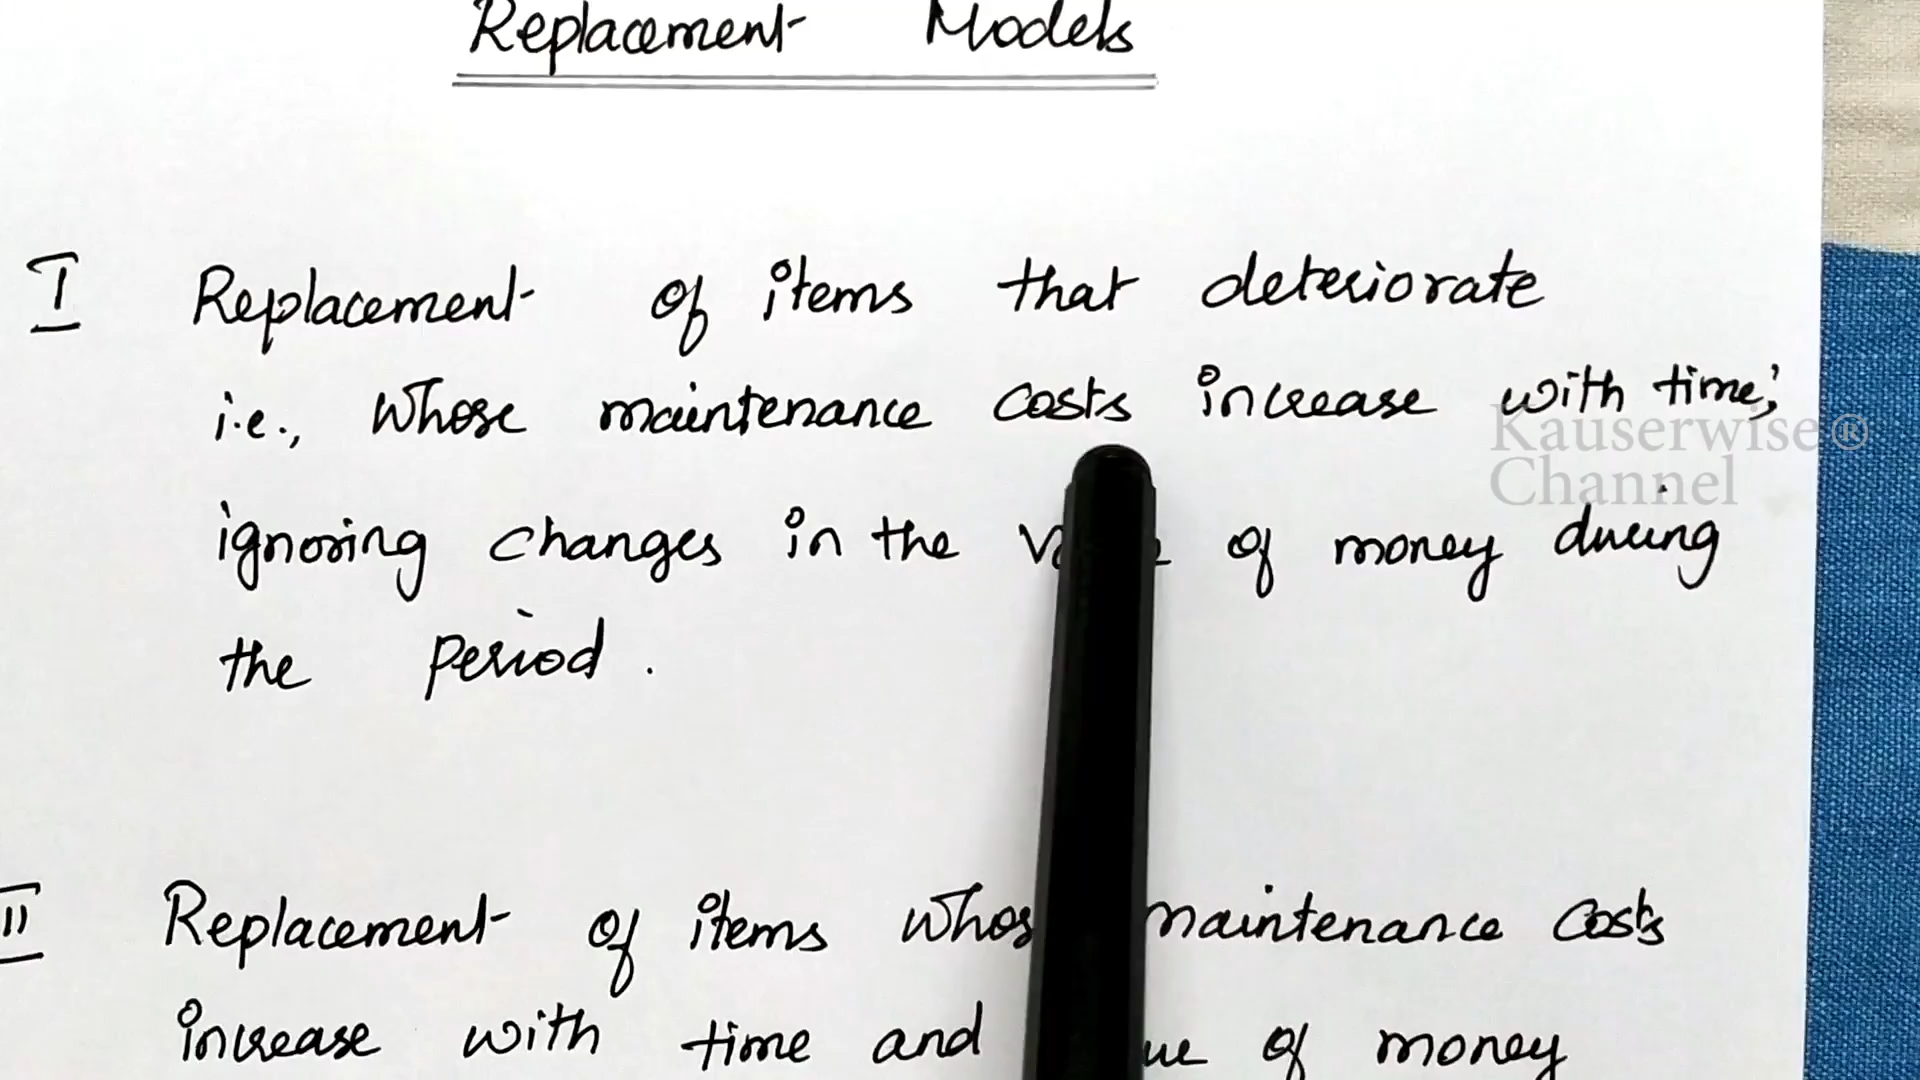 Replacement Models
I Replacement of items that deteriorate
i.e., whose maintenance costs increase with time;
Kauserwise®
Channel
ignoring changes in the of money during
the period.
II Replacement of items maintenance costs
increase with time and of money